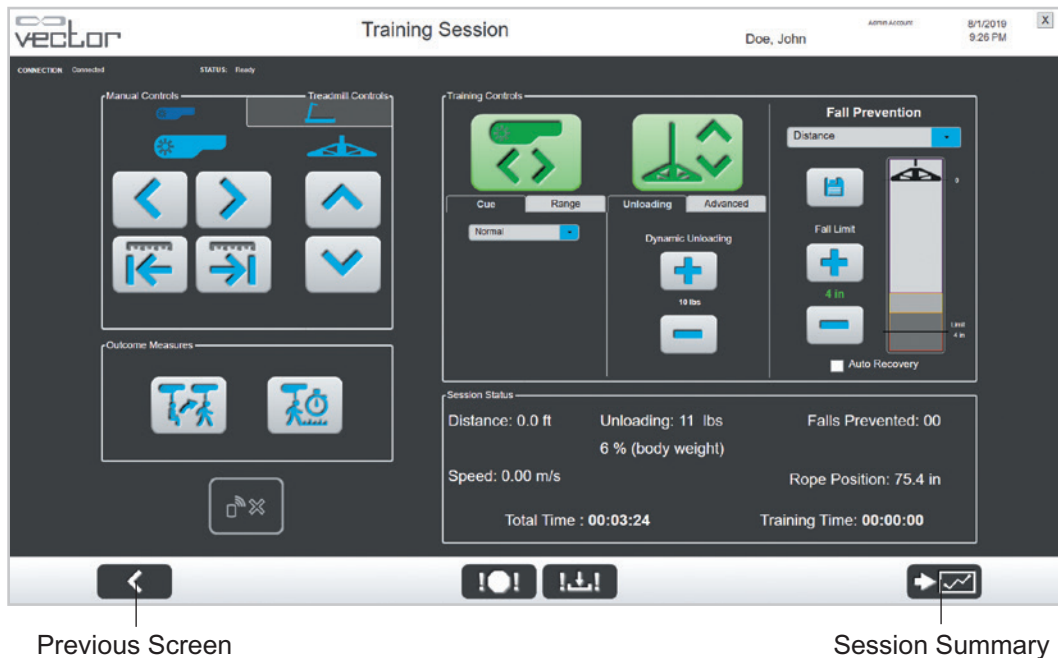 vector
Training Session
Doe, John
Admin Account
8/1/2019
9:26 PM
X
CONNECTION: Connected
STATUS: Ready
Manual Controls
Treadmill Controls
Training Controls
Cue
Range
Normal
Unloading
Advanced
Dynamic Unloading
10 lbs
Fall Prevention
Distance
0
Fall Limit
4 in
Limit
4 in
Auto Recovery
Outcome Measures
Session Status
Distance: 0.0 ft
Unloading: 11 lbs
Falls Prevented: 00
6 % (body weight)
Speed: 0.00 m/s
Rope Position: 75.4 in
Total Time : 00:03:24
Training Time: 00:00:00
Previous Screen
Session Summary